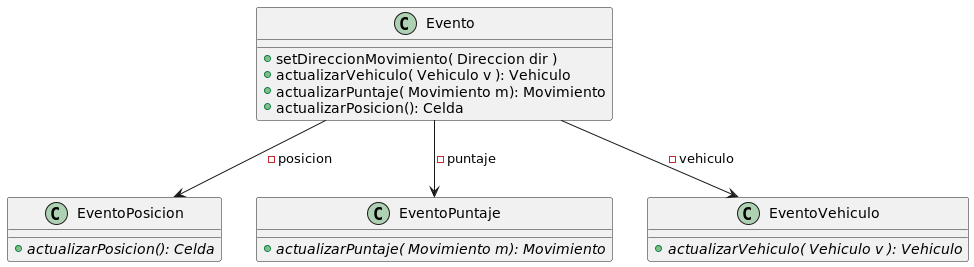 C Evento
setDireccionMovimiento( Direccion dir )
actualizarVehiculo( Vehiculo v ): Vehiculo
actualizarPuntaje( Movimiento m): Movimiento
actualizarPosicion(): Celda
posicion
puntaje
vehiculo
C EventoPosicion
actualizarPosicion(): Celda
C EventoPuntaje
actualizarPuntaje( Movimiento m): Movimiento
C EventoVehiculo
actualizarVehiculo( Vehiculo v ): Vehiculo